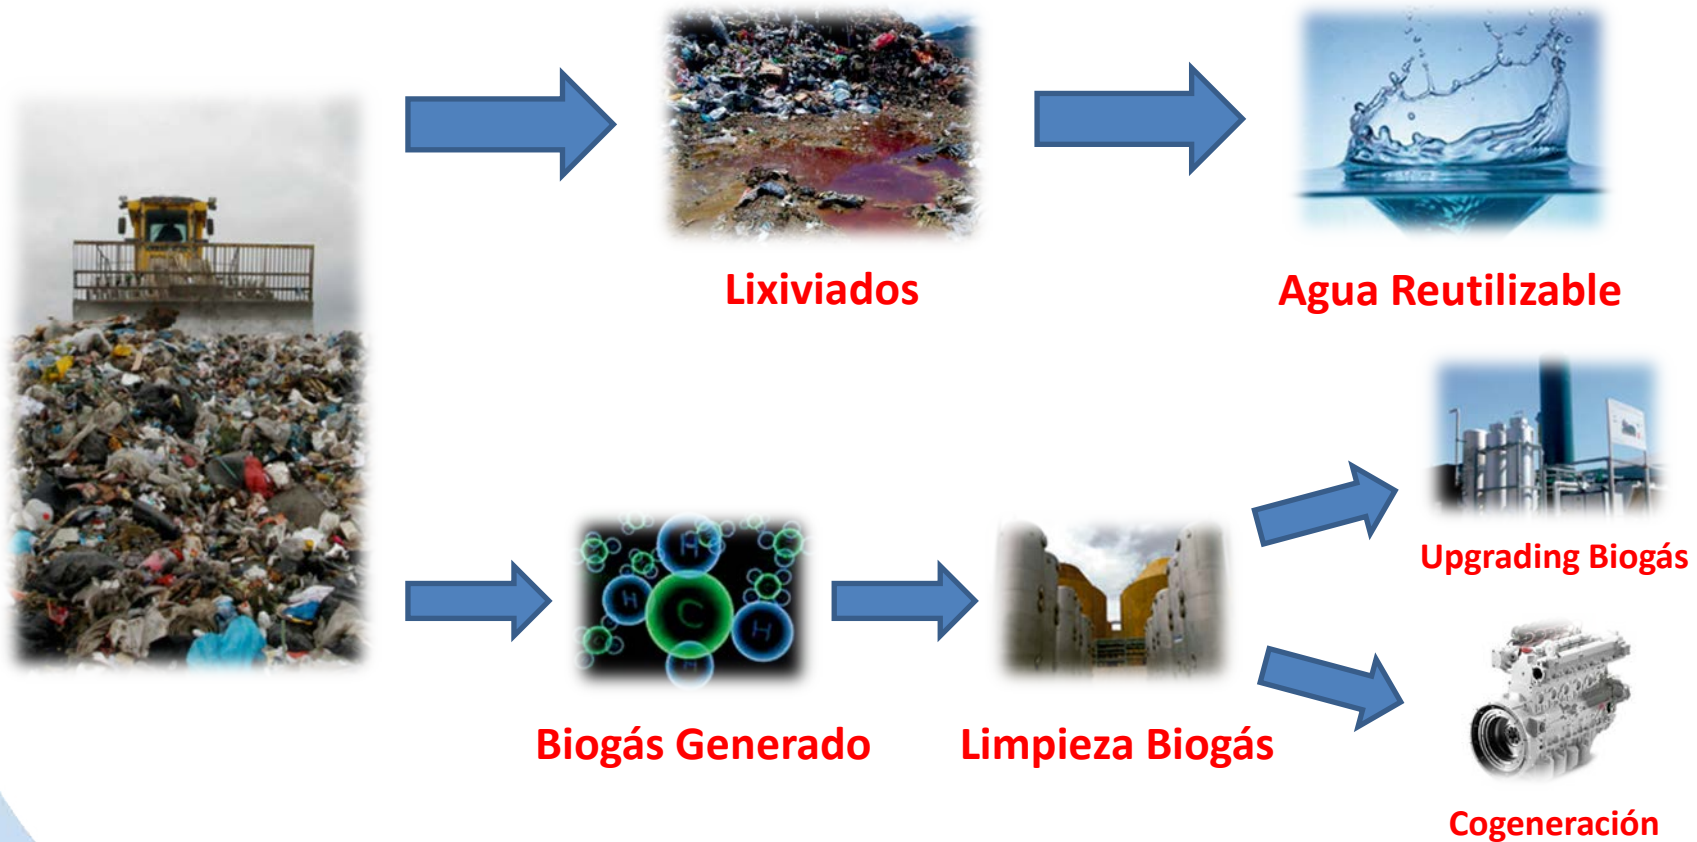 Lixiviados
Agua Reutilizable
Upgrading Biogás
H
C
H
H
H
Biogás Generado
Limpieza Biogás
Cogeneración